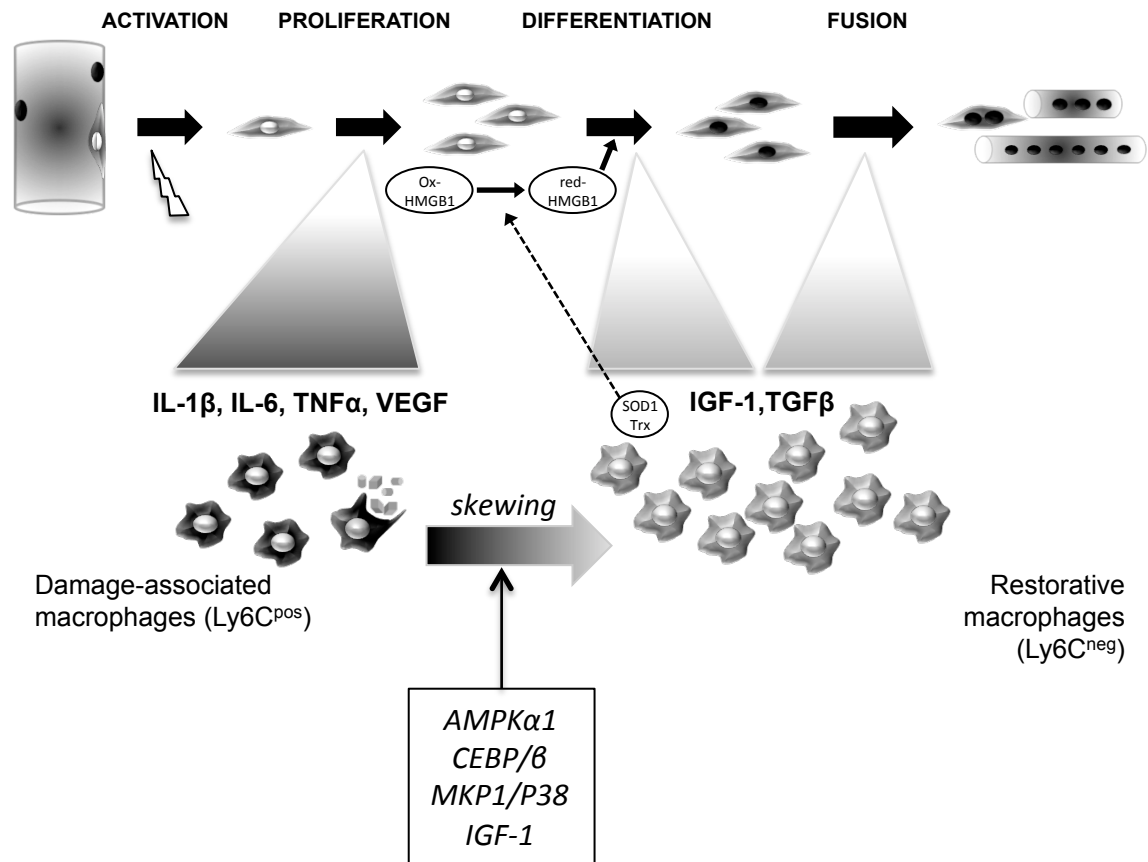 ACTIVATION PROLIFERATION DIFFERENTIATION FUSION
Ox-
HMGB1
red-
HMGB1
IL-1β, IL-6, TNFα, VEGF
SOD1
Trx
IGF-1,TGFβ
skewing
Damage-associated
macrophages (Ly6Cpos)
Restorative
macrophages
(Ly6Cneg)
AMPKα1
CEBP/β
MKP1/P38
IGF-1